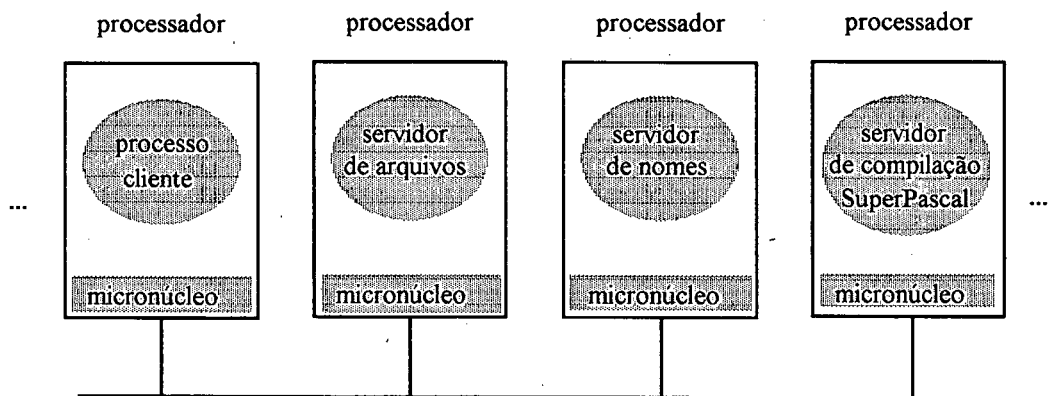 processador processador processador processador
processo
cliente
servidor
de arquivos
servidor
de nomes
servidor
de compilação
SuperPascal
...
...
micronúcleo micronúcleo micronúcleo micronúcleo